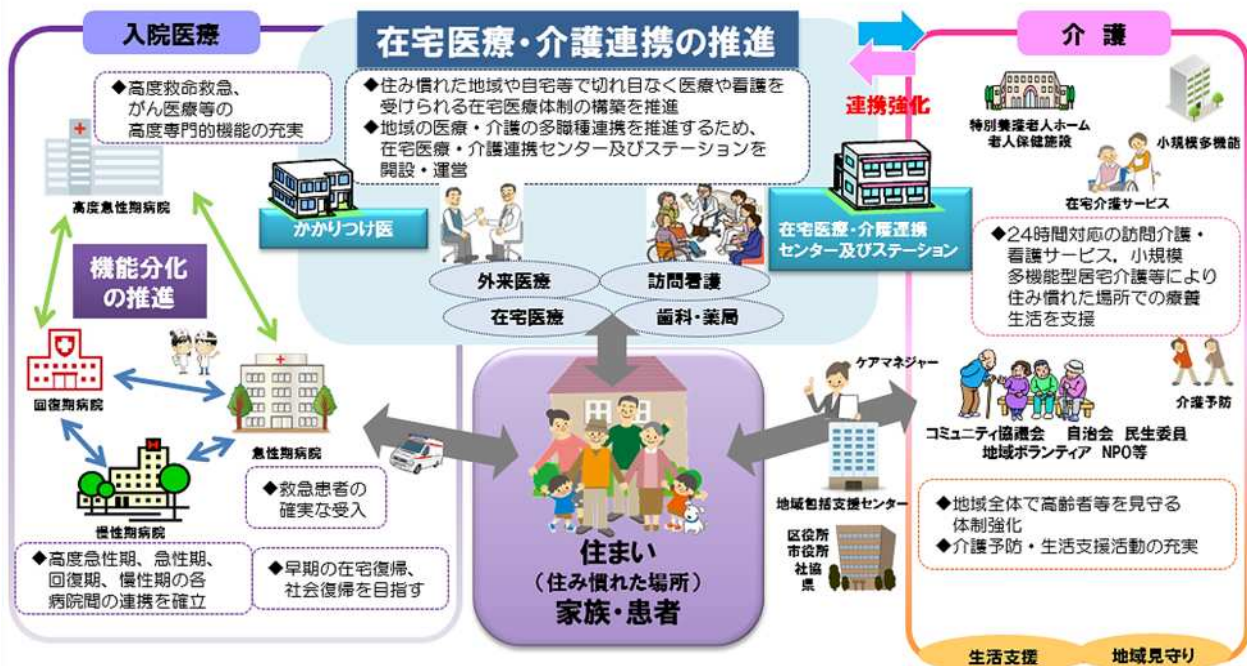 入院医療
◆高度救命救急、
がん医療等の
高度専門的機能の充実
高度急性期病院
機能分化
の推進
回復期病院
急性期病院
慢性期病院
◆救急患者の
確実な受入
◆高度急性期、急性期、
回復期、慢性期の各
病院間の連携を確立
◆早期の在宅復帰、
社会復帰を目指す
在宅医療・介護連携の推進
◆住み慣れた地域や自宅等で切れ目なく医療や看護を
受けられる在宅医療体制の構築を推進
◆地域の医療・介護の多職種連携を推進するため、
在宅医療・介護連携センター及びステーションを
開設・運営
かかりつけ医
在宅医療・介護連携
センター及びステーション
外来医療
訪問看護
在宅医療
歯科・薬局
住まい
(住み慣れた場所)
家族・患者
連携強化
ケアマネジャー
地域包括支援センター
区役所
市役所
社協
県
介護
特別養護老人ホーム
老人保健施設
小規模多機能
在宅介護サービス
◆24時間対応の訪問介護・
看護サービス，小規模
多機能型居宅介護等により
住み慣れた場所での療養
生活を支援
介護予防
コミュニティ協議会 自治会 民生委員
地域ボランティア NPO等
◆地域全体で高齢者等を見守る
体制強化
◆介護予防・生活支援活動の充実
生活支援
地域見守り